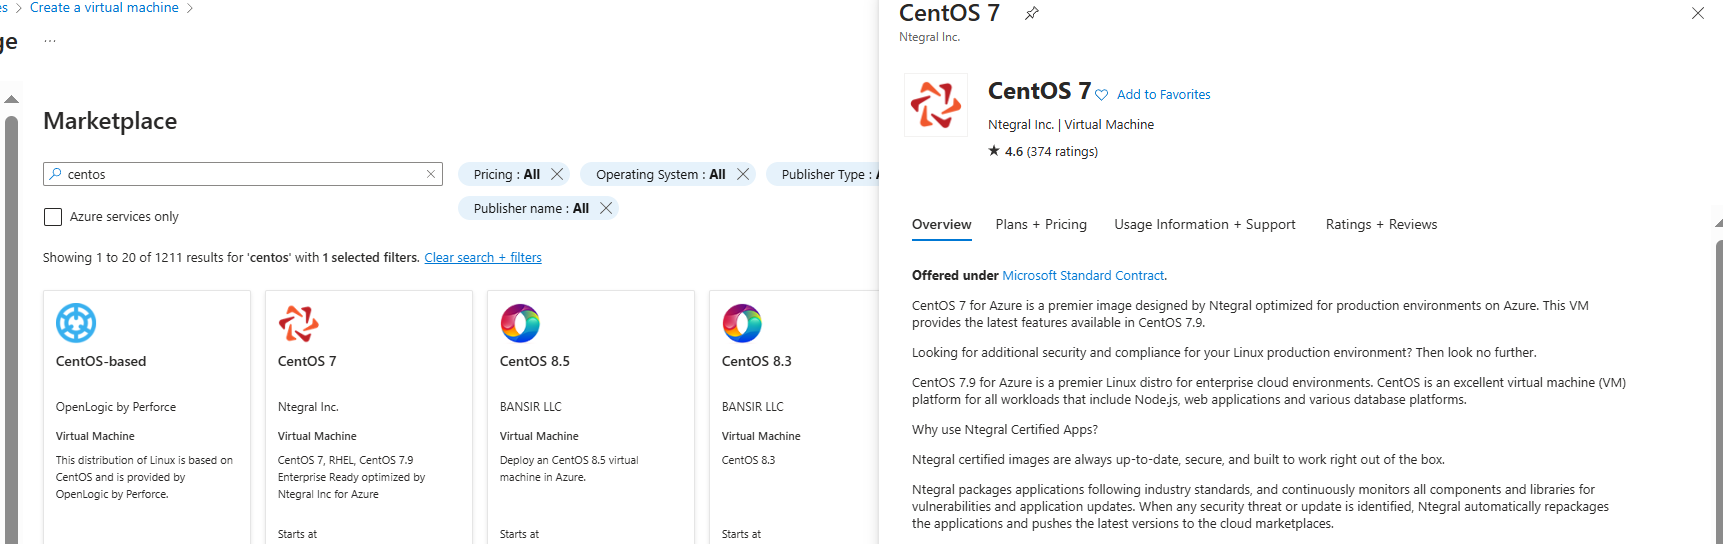 es > Create a virtual machine >
ge ...
Marketplace
centos
Pricing : All
Operating System : All
Publisher Type :
Publisher name : All
Azure services only
Showing 1 to 20 of 1211 results for 'centos' with 1 selected filters. Clear search + filters
CentOS-based
OpenLogic by Perforce
Virtual Machine
This distribution of Linux is based on
CentOS and is provided by
OpenLogic by Perforce.
CentOS 7
Ntegral Inc.
Virtual Machine
CentOS 7, RHEL, CentOS 7.9
Enterprise Ready optimized by
Ntegral Inc for Azure
Starts at
CentOS 8.5
BANSIR LLC
Virtual Machine
Deploy an CentOS 8.5 virtual
machine in Azure.
Starts at
CentOS 8.3
BANSIR LLC
Virtual Machine
CentOS 8.3
Starts at
CentOS 7
Ntegral Inc.
CentOS 7 Add to Favorites
Ntegral Inc. | Virtual Machine
★ 4.6 (374 ratings)
Overview Plans + Pricing Usage Information + Support Ratings + Reviews
Offered under Microsoft Standard Contract.
CentOS 7 for Azure is a premier image designed by Ntegral optimized for production environments on Azure. This VM
provides the latest features available in CentOS 7.9.
Looking for additional security and compliance for your Linux production environment? Then look no further.
CentOS 7.9 for Azure is a premier Linux distro for enterprise cloud environments. CentOS is an excellent virtual machine (VM)
platform for all workloads that include Node.js, web applications and various database platforms.
Why use Ntegral Certified Apps?
Ntegral certified images are always up-to-date, secure, and built to work right out of the box.
Ntegral packages applications following industry standards, and continuously monitors all components and libraries for
vulnerabilities and application updates. When any security threat or update is identified, Ntegral automatically repackages
the applications and pushes the latest versions to the cloud marketplaces.